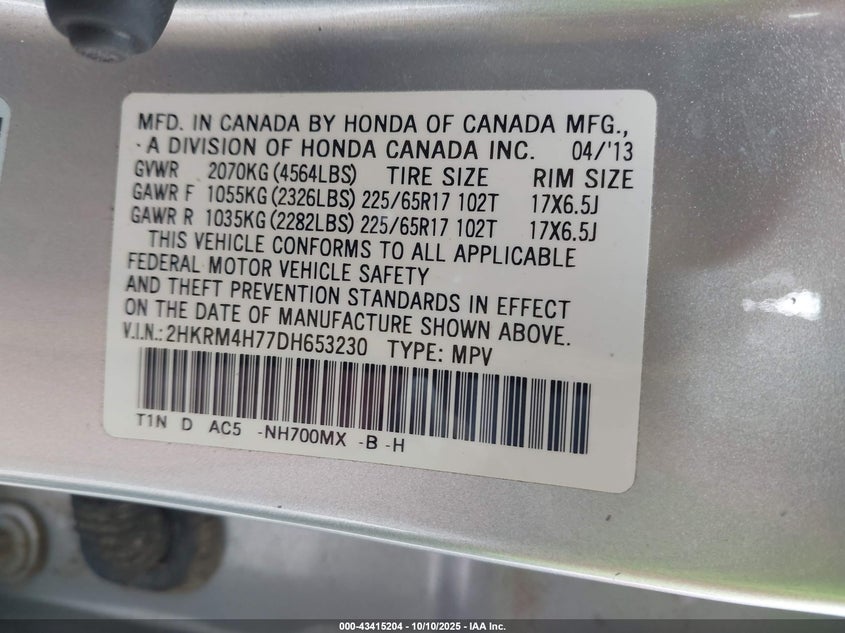 MFD. IN CANADA BY HONDA OF CANADA MFG.,
A DIVISION OF HONDA CANADA INC. 04/'13
GVWR 2070KG (4564LBS) TIRE SIZE RIM SIZE
GAWR F 1055KG (2326LBS) 225/65R17 102T 17X6.5J
GAWR R 1035KG (2282LBS) 225/65R17 102T 17X6.5J
THIS VEHICLE CONFORMS TO ALL APPLICABLE
FEDERAL MOTOR VEHICLE SAFETY
AND THEFT PREVENTION STANDARDS IN EFFECT
ON THE DATE OF MANUFACTURE SHOWN ABOVE.
V.I.N.: 2HKRM4H77DH653230 TYPE: MPV
T1N D AC5 -NH700MX -B -H
000-43415204 | 10/10/2025 - IAA Inc.